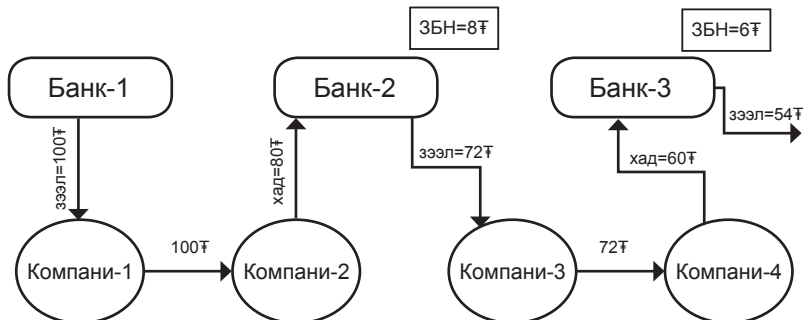 ЗБН=8₮
ЗБН=6₮
Банк-1
Банк-2
Банк-3
зээл=100₮
хад=80₮
зээл=72₮
хад=60₮
зээл=54₮
Компани-1
100₮
Компани-2
Компани-3
72₮
Компани-4